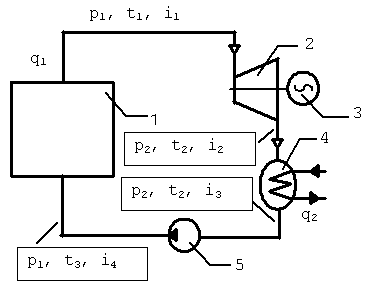 p₁, t₁, i₁
q₁
2
1
3
p₂, t₂, i₂
4
p₂, t₂, i₃
q₂
p₁, t₃, i₄
5